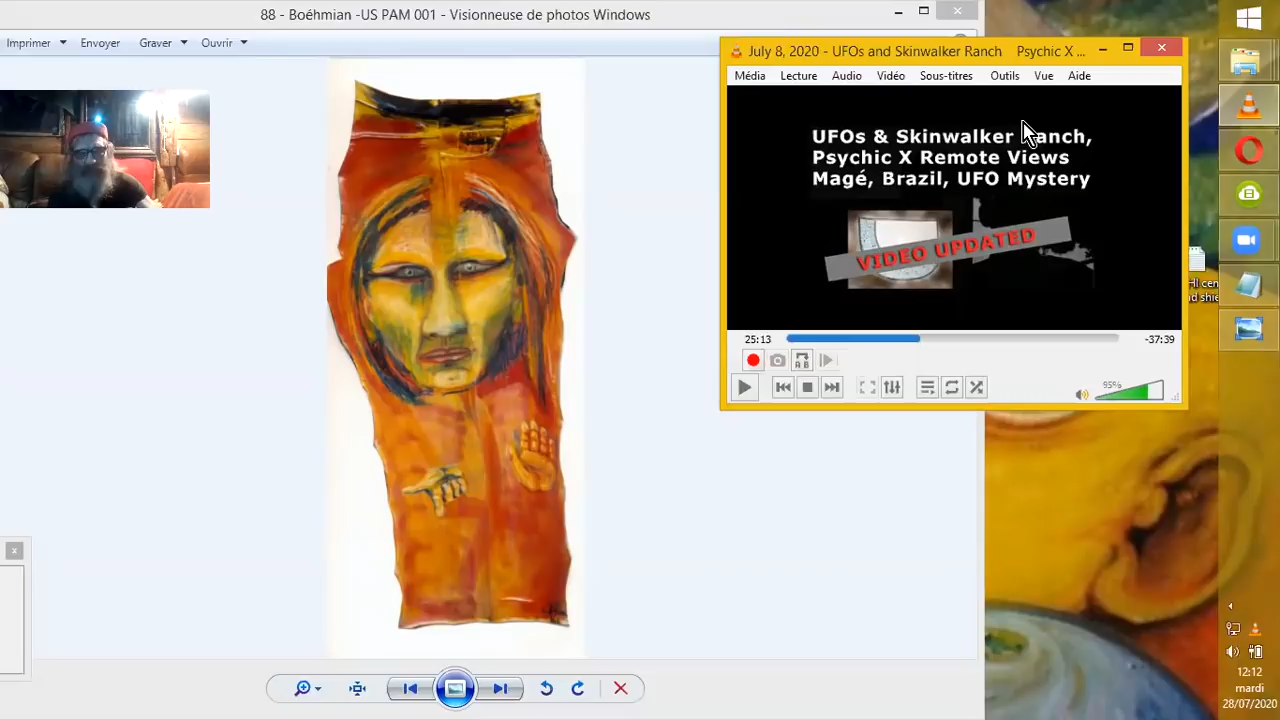 88 - Boéhmian -US PAM 001 - Visionneuse de photos Windows
Imprimer Envoyer Graver Ouvrir
July 8, 2020 - UFOs and Skinwalker Ranch Psychic X ...
Média Lecture Audio Vidéo Sous-titres Outils Vue Aide
UFOs & Skinwalker Ranch,
Psychic X Remote Views
Magé, Brazil, UFO Mystery
VIDEO UPDATED
25:13 -37:39
95%
12:12
mardi
28/07/2020